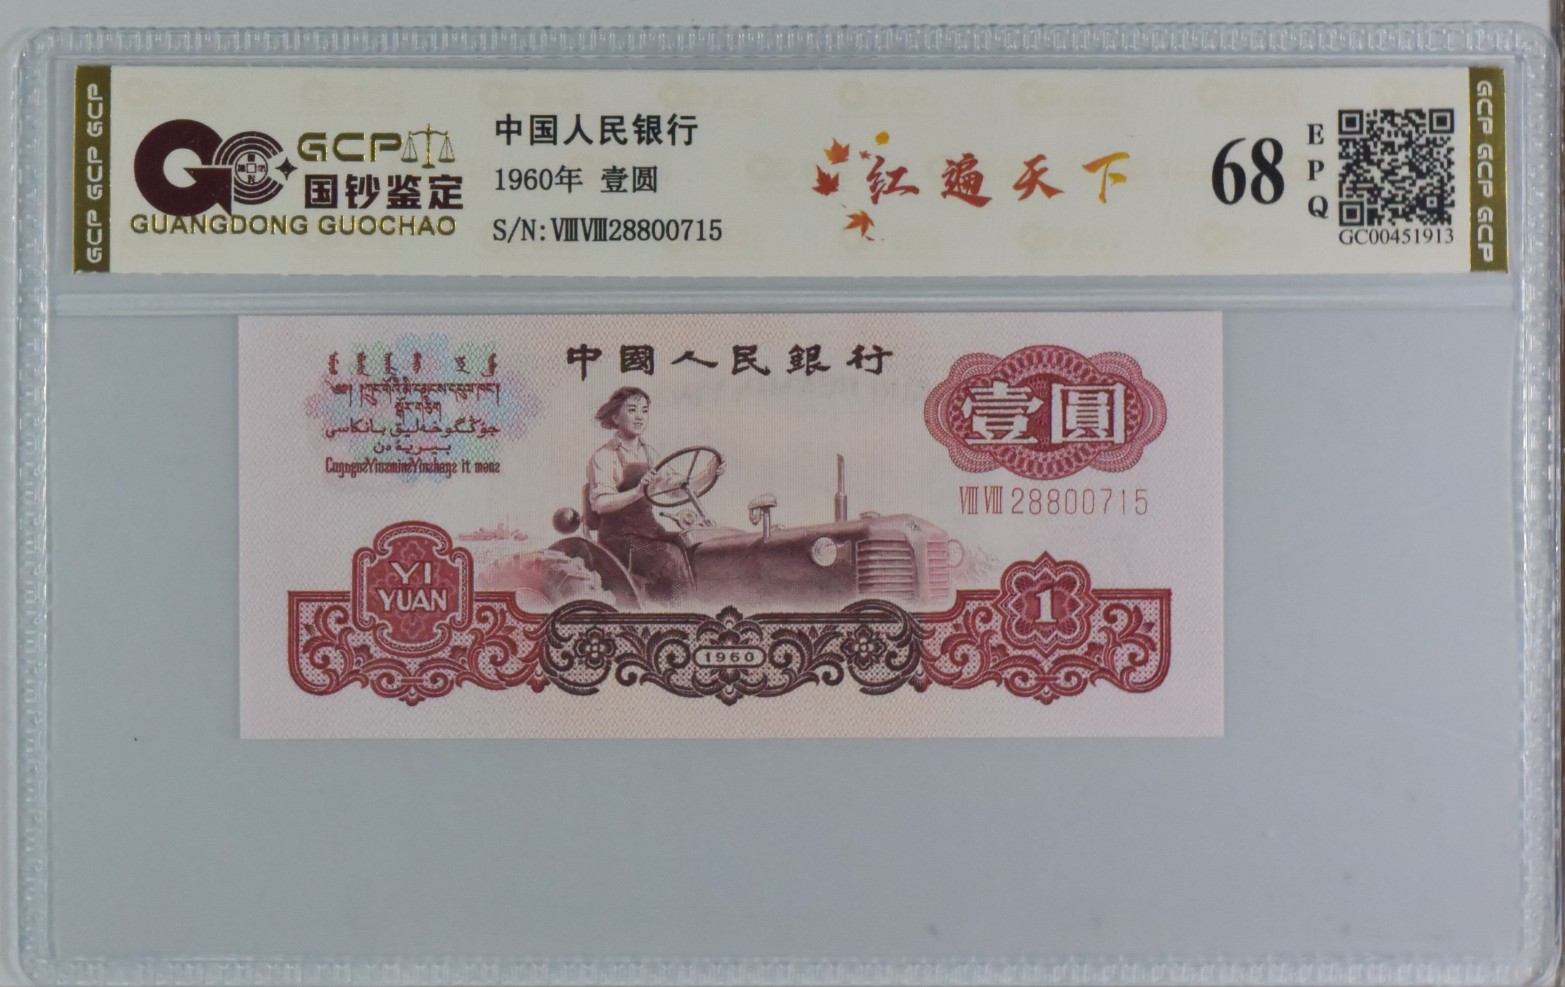 GCP GCP GCP
GCP
国钞鉴定
GUANGDONG GUOCHAO
中国人民银行
1960年 壹圆
S/N: ⅧⅧ28800715
红遍天下
68
EPQ
GC00451913
GCP GCP GCP
中國人民銀行
壹圓
ⅧⅧ 28800715
YI
YUAN
1960
1